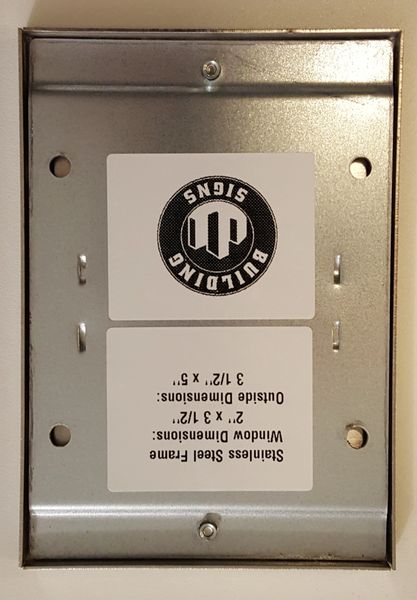 Stainless Steel Frame
Window Dimensions:
2'' x 3 1/2''
Outside Dimensions:
3 1/2'' x 5''
BUILDING
SIGNS